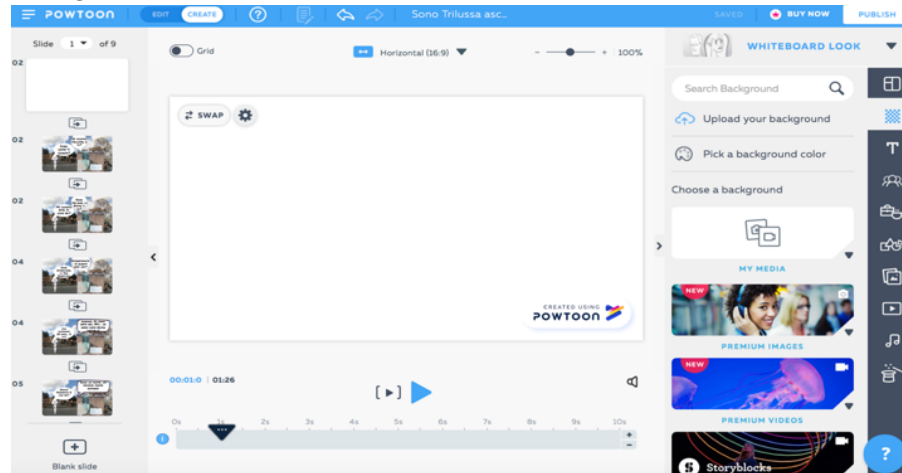 POWTOON EDIT CREATE ? Sono Trilussa asc... SAVED BUY NOW PUBLISH
Slide 1 of 9
Grid
Horizontal (16:9)
- + 100%
WHITEBOARD LOOK
02
SWAP
Search Background
Upload your background
Pick a background color
Choose a background
02
02
04
04
05
MY MEDIA
NEW
PREMIUM IMAGES
NEW
PREMIUM VIDEOS
Storyblocks
CREATED USING
POWTOON
00:01:0 | 01:26
0s 1s 2s 3s 4s 5s 6s 7s 8s 9s 10s
Blank slide
?